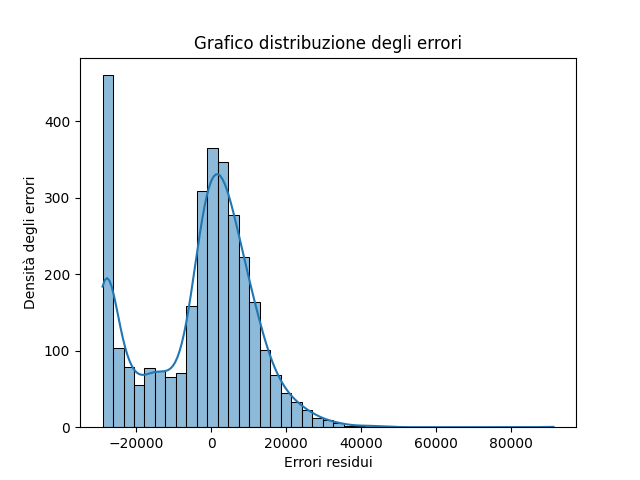 Grafico distribuzione degli errori
Densità degli errori
400
300
200
100
0
−20000 0 20000 40000 60000 80000
Errori residui